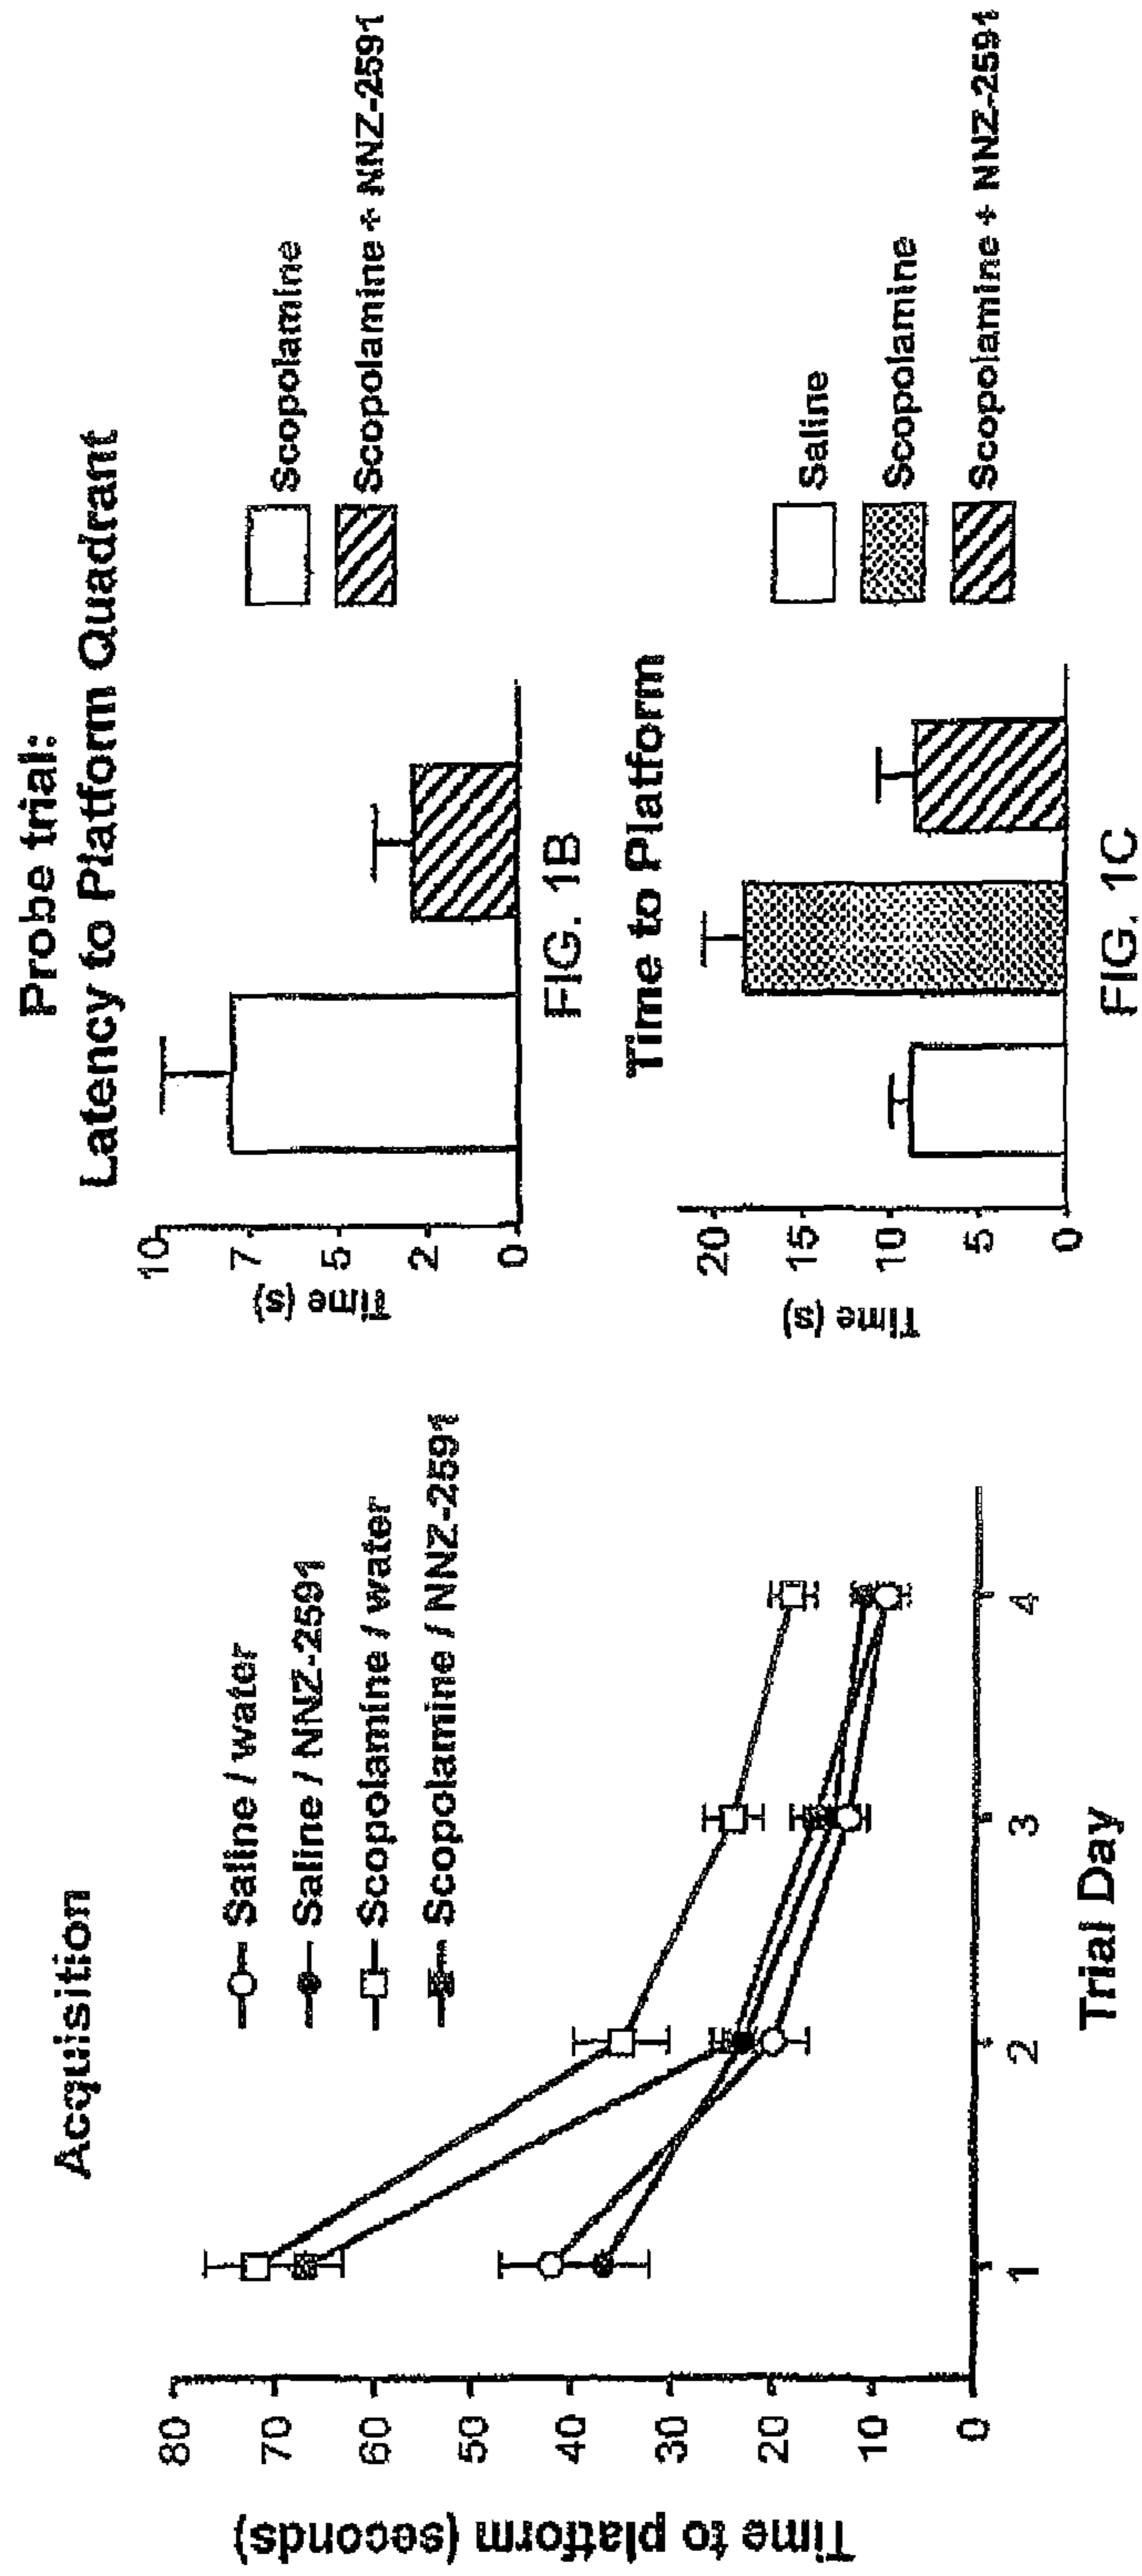 Acquisition
Saline / water
Saline / NNZ-2591
Scopolamine / water
Scopolamine / NNZ-2591
Time to platform (seconds)
80
70
60
50
40
30
20
10
0
1
2
3
4
Trial Day
Probe trial:
Latency to Platform Quadrant
Time (s)
10
7
5
2
0
Scopolamine
Scopolamine + NNZ-2591
FIG. 1B
Time to Platform
Time (s)
20
15
10
5
0
Saline
Scopolamine
Scopolamine + NNZ-2591
FIG. 1C